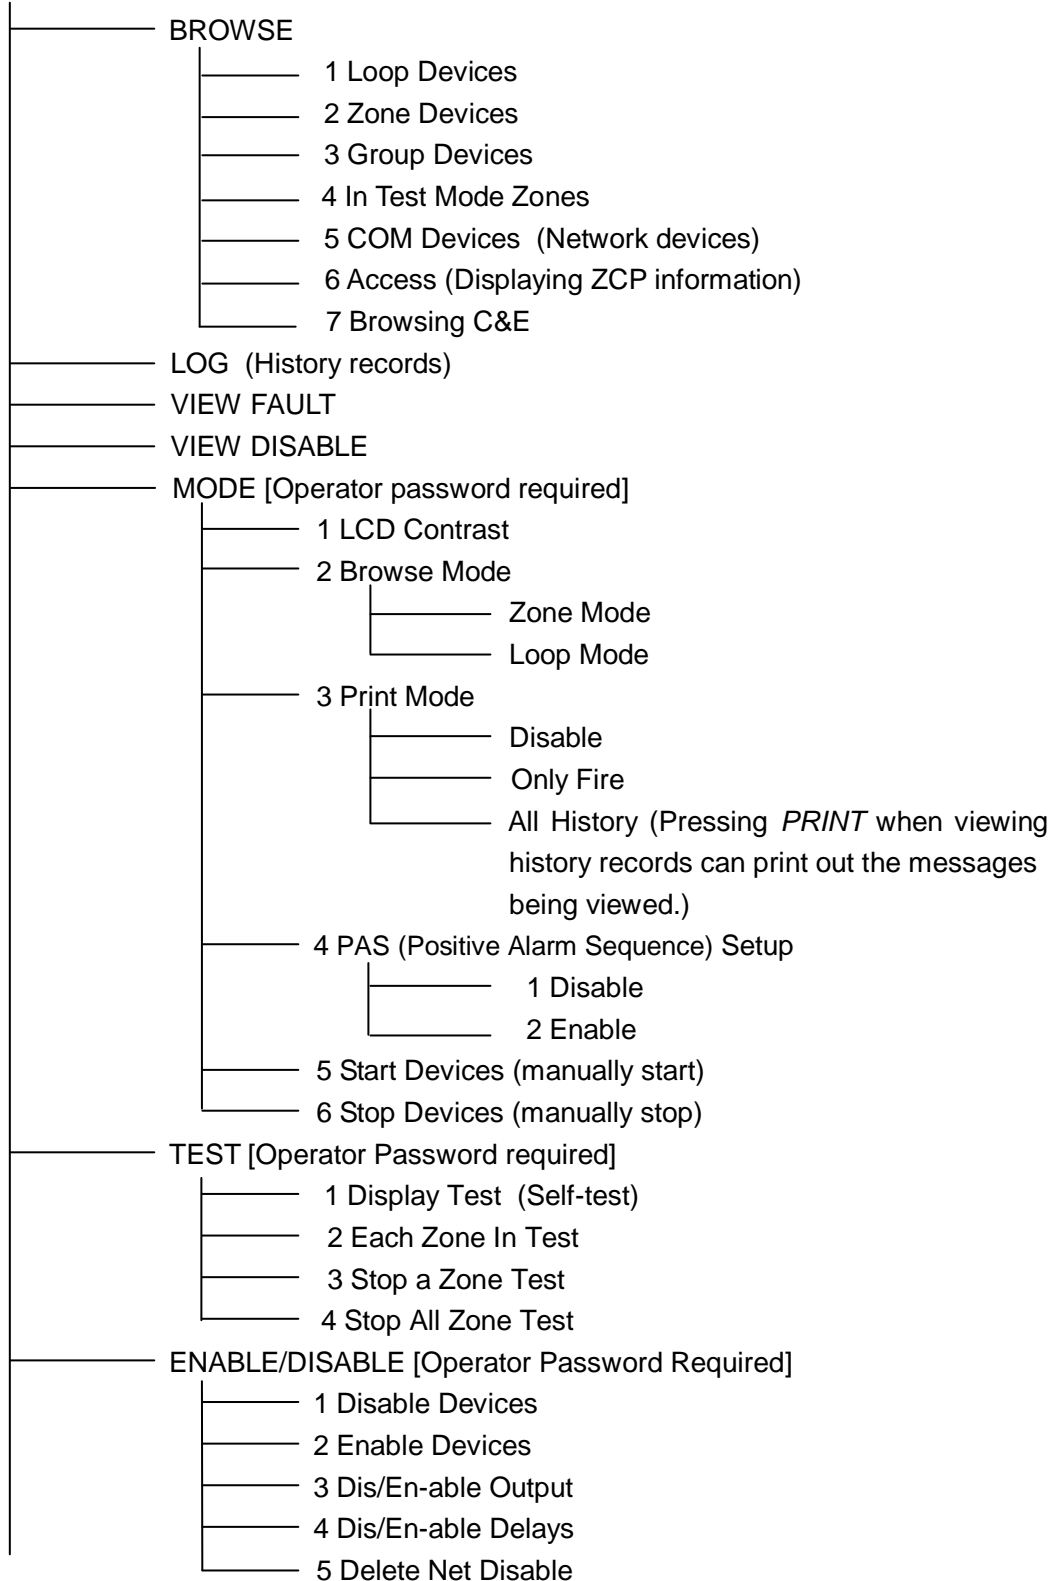 BROWSE
1 Loop Devices
2 Zone Devices
3 Group Devices
4 In Test Mode Zones
5 COM Devices (Network devices)
6 Access (Displaying ZCP information)
7 Browsing C&E
LOG (History records)
VIEW FAULT
VIEW DISABLE
MODE [Operator password required]
1 LCD Contrast
2 Browse Mode
Zone Mode
Loop Mode
3 Print Mode
Disable
Only Fire
All History (Pressing PRINT when viewing
history records can print out the messages
being viewed.)
4 PAS (Positive Alarm Sequence) Setup
1 Disable
2 Enable
5 Start Devices (manually start)
6 Stop Devices (manually stop)
TEST [Operator Password required]
1 Display Test (Self-test)
2 Each Zone In Test
3 Stop a Zone Test
4 Stop All Zone Test
ENABLE/DISABLE [Operator Password Required]
1 Disable Devices
2 Enable Devices
3 Dis/En-able Output
4 Dis/En-able Delays
5 Delete Net Disable